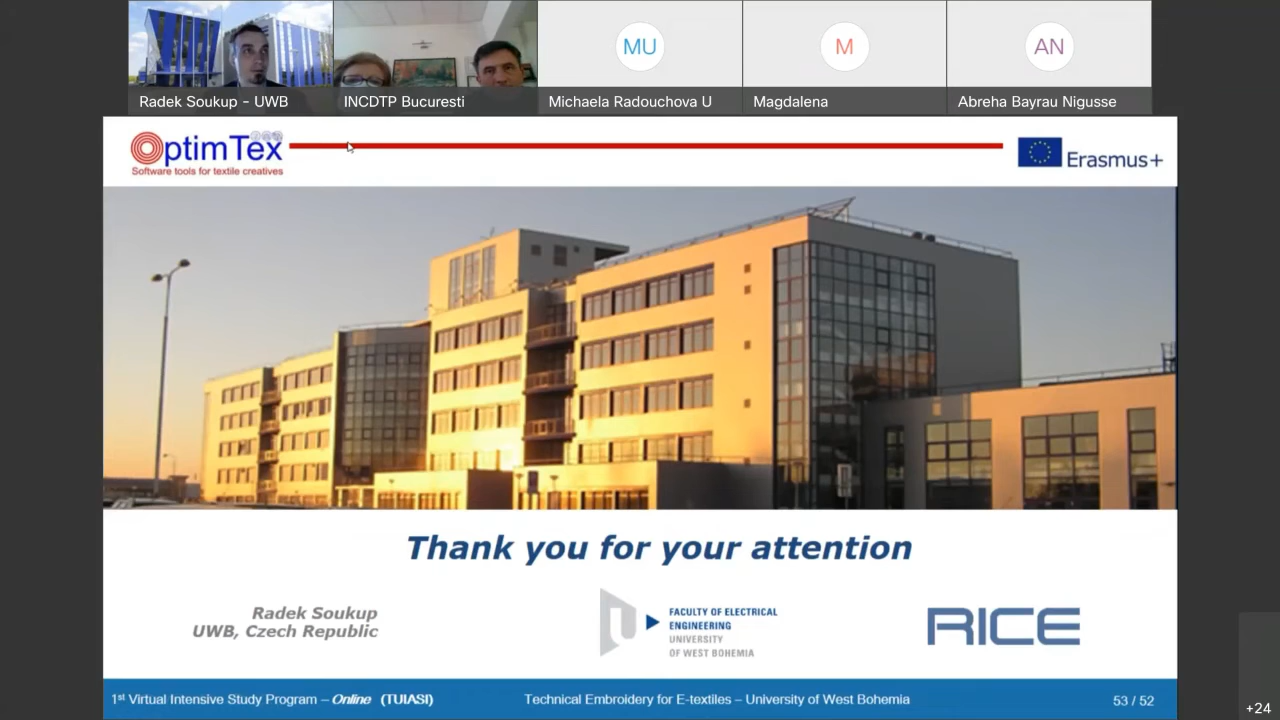 Radek Soukup - UWB
INCDTP Bucuresti
MU
Michaela Radouchova U
M
Magdalena
AN
Abreha Bayrau Nigusse
OptimTex
Software tools for textile creatives
Erasmus+
Thank you for your attention
Radek Soukup
UWB, Czech Republic
FACULTY OF ELECTRICAL
ENGINEERING
UNIVERSITY
OF WEST BOHEMIA
RICE
1st Virtual Intensive Study Program – Online (TUIASI)
Technical Embroidery for E-textiles – University of West Bohemia
53 / 52
+24